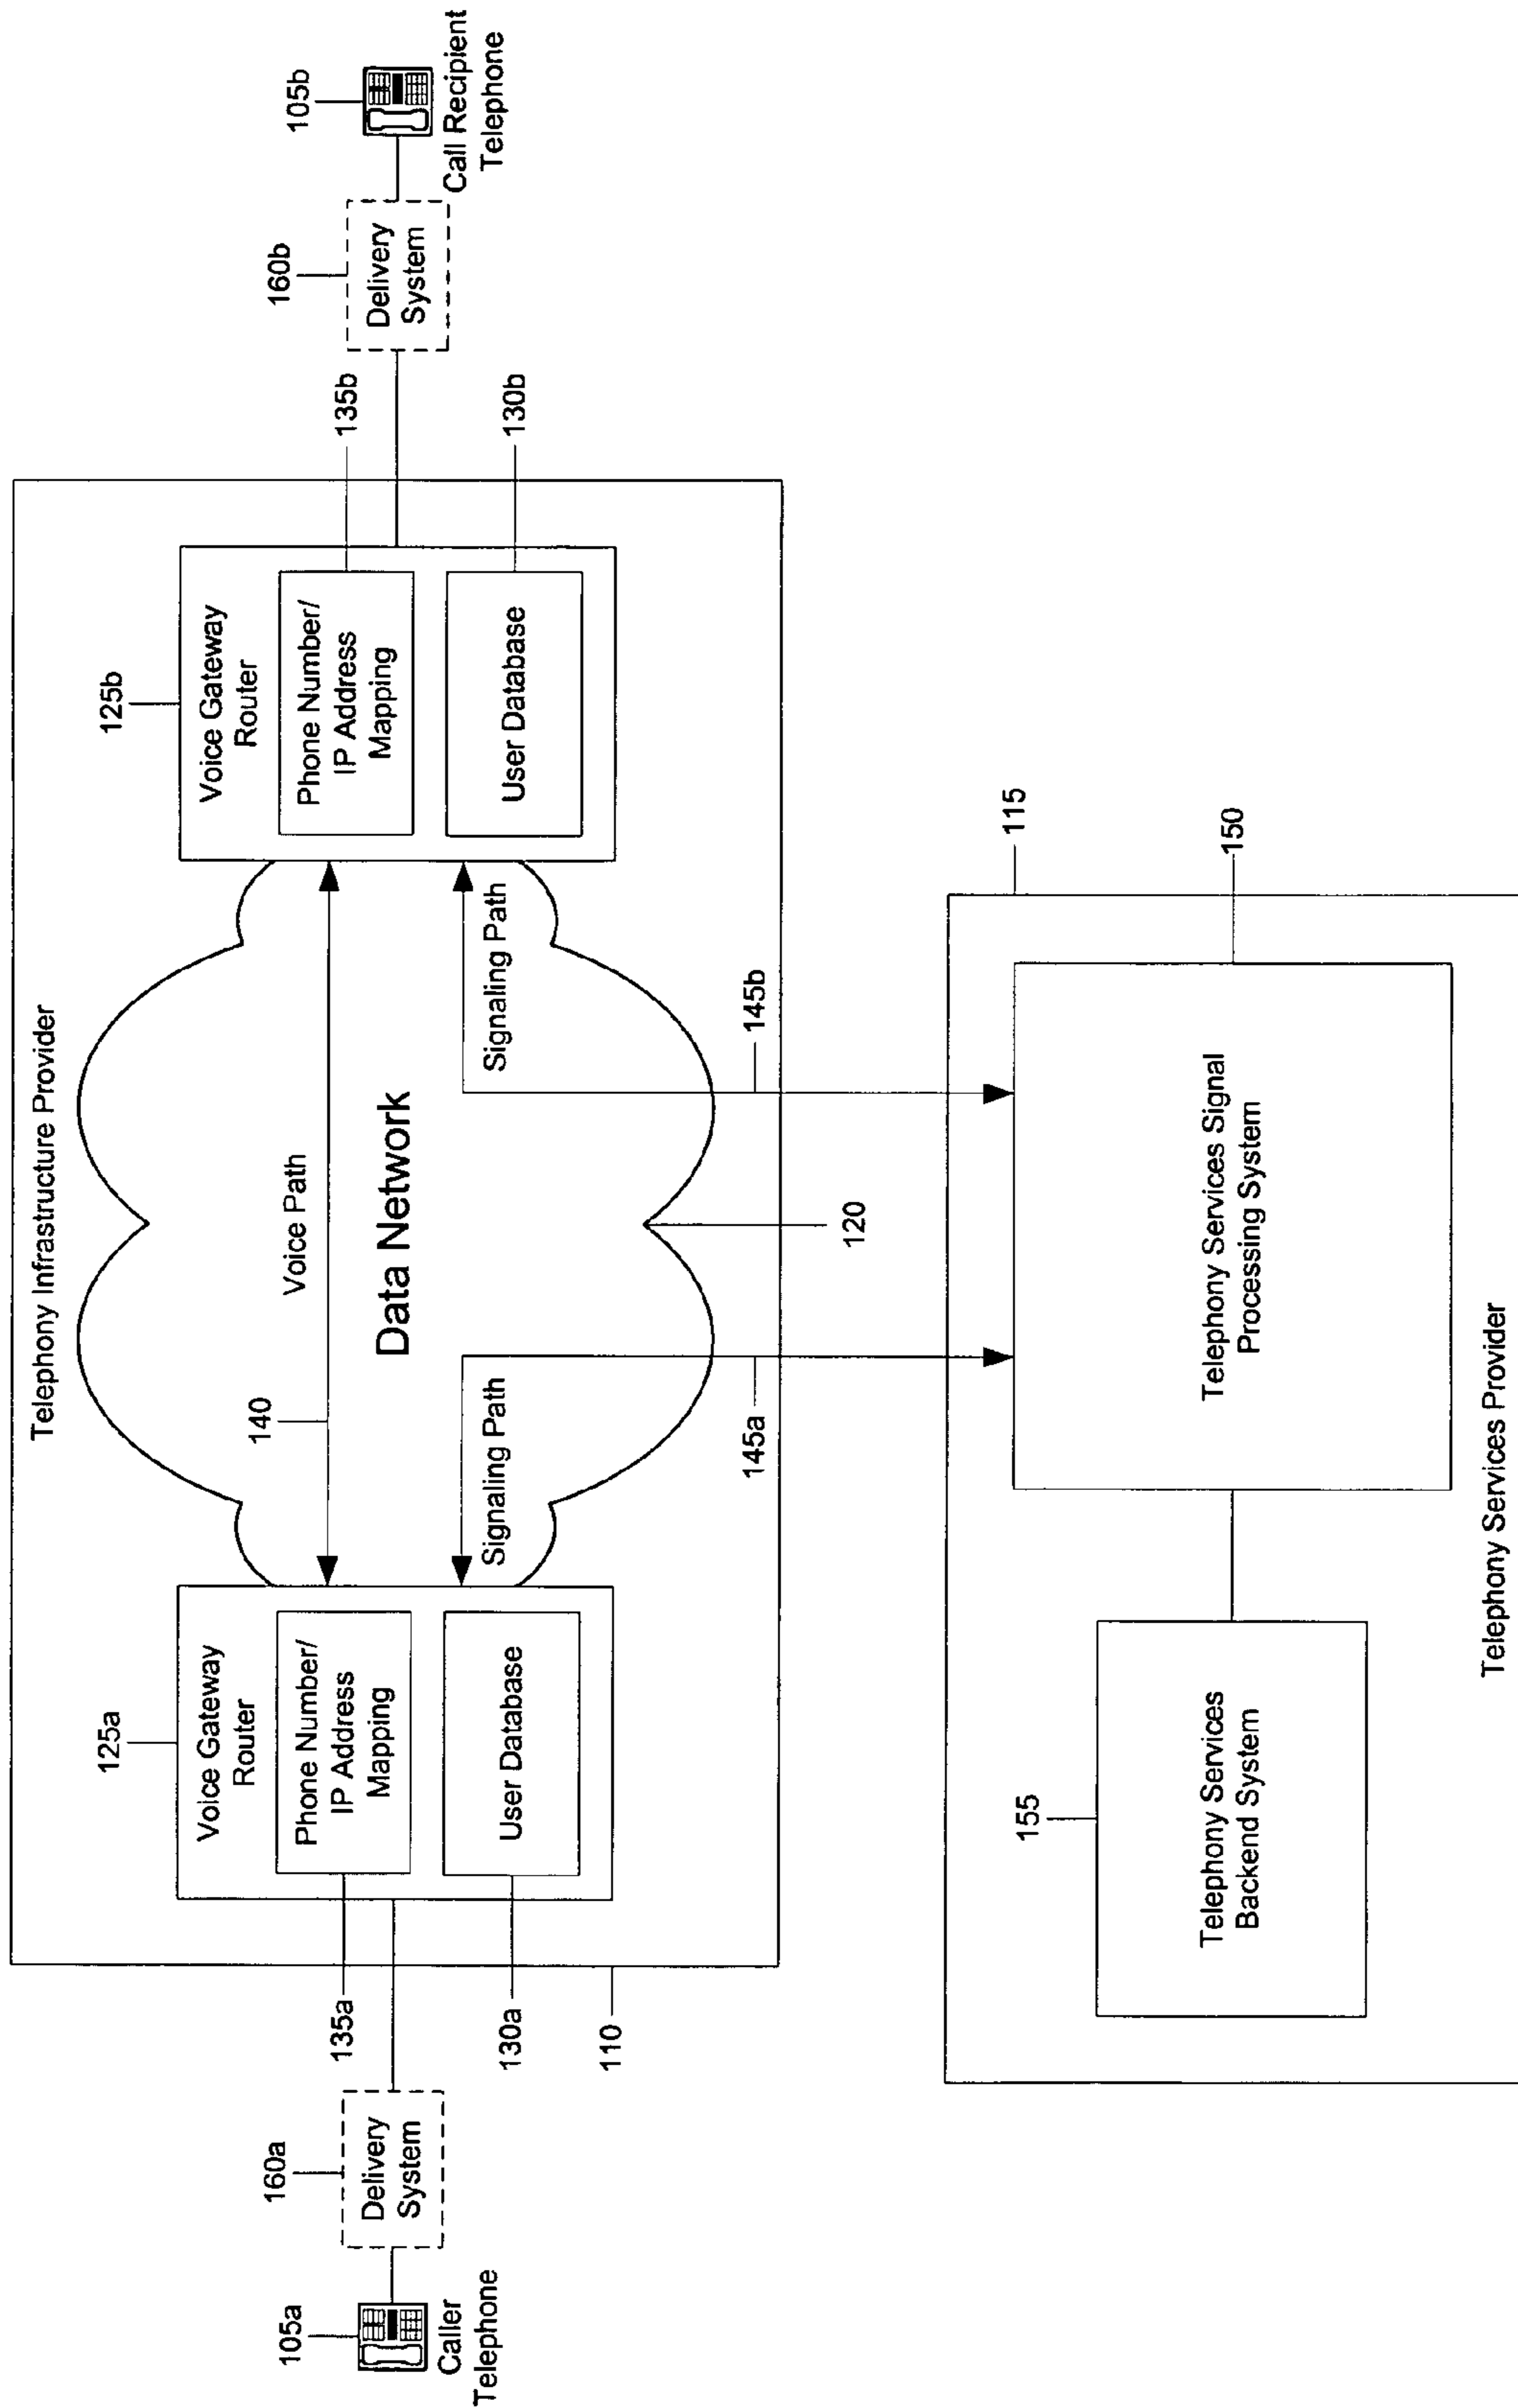 Telephony Infrastructure Provider
125a
Voice Gateway
Router
Phone Number/
IP Address
Mapping
User Database
135a
130a
110
140
Voice Path
Data Network
Signaling Path
Signaling Path
120
145a
145b
125b
Voice Gateway
Router
Phone Number/
IP Address
Mapping
User Database
135b
130b
105a
Caller
Telephone
160a
Delivery
System
160b
Delivery
System
105b
Call Recipient
Telephone
115
150
155
Telephony Services
Backend System
Telephony Services Signal
Processing System
Telephony Services Provider